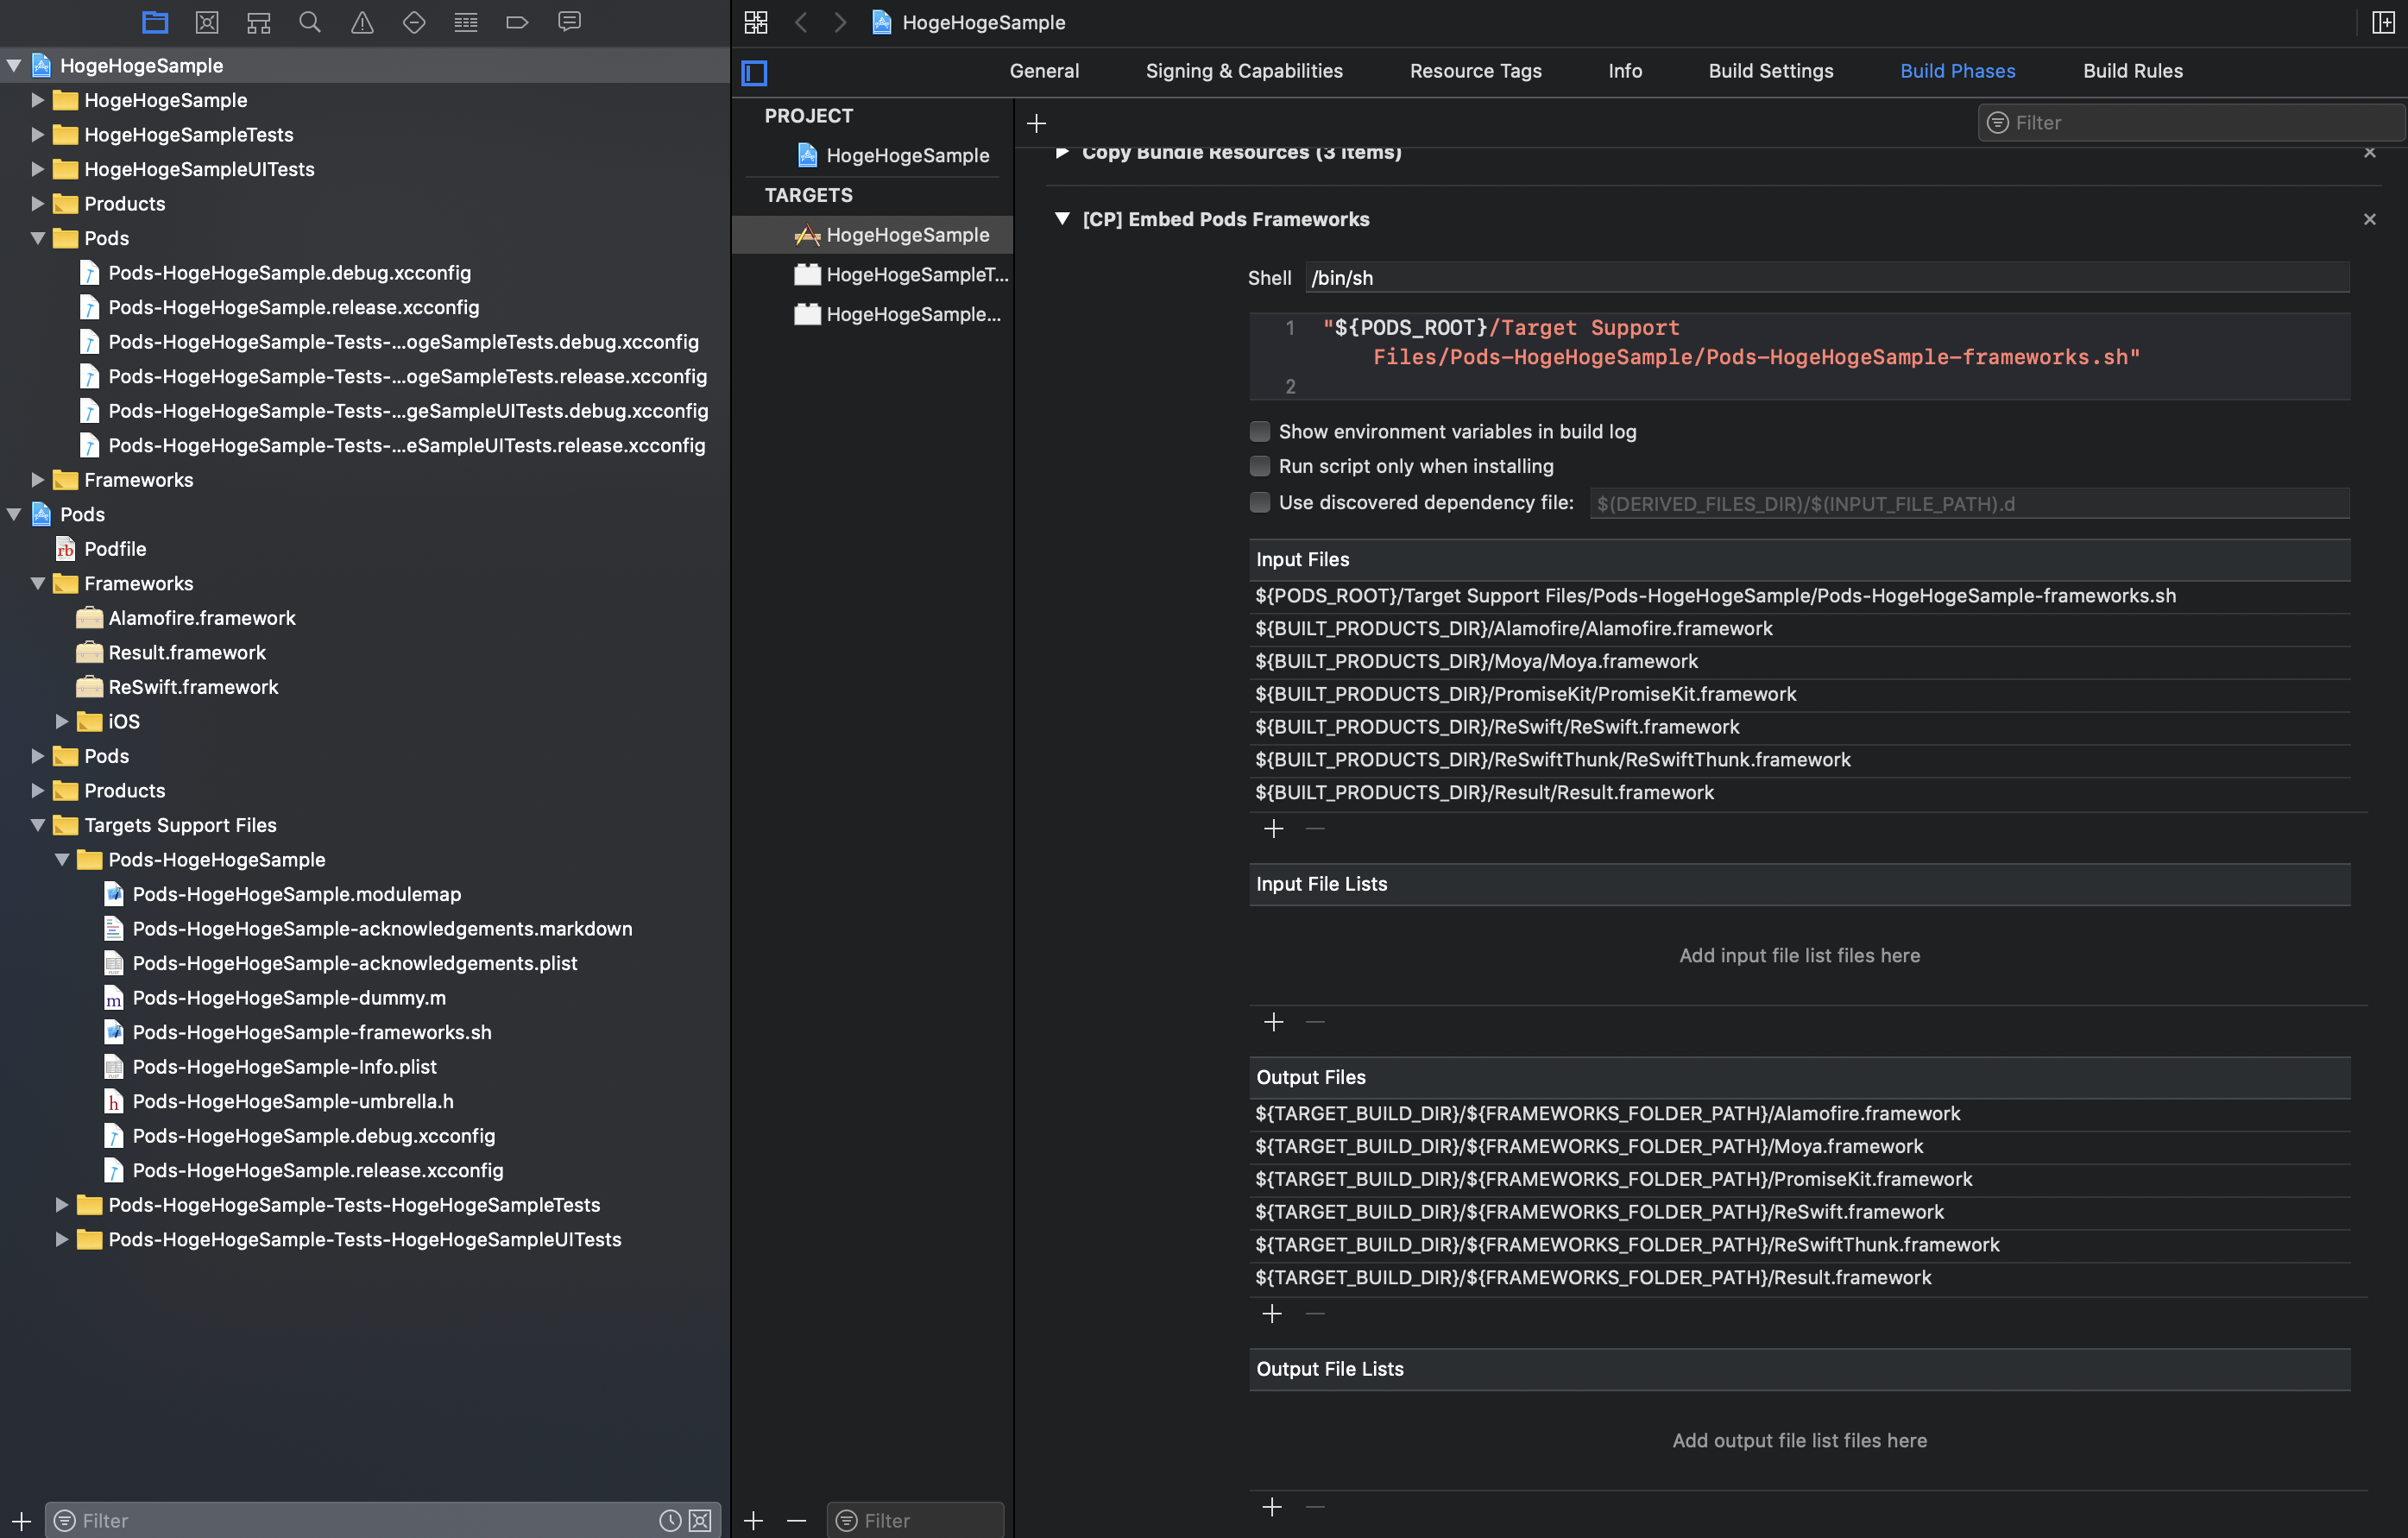 HogeHogeSample
HogeHogeSample
HogeHogeSampleTests
HogeHogeSampleUITests
Products
Pods
Pods-HogeHogeSample.debug.xcconfig
Pods-HogeHogeSample.release.xcconfig
Pods-HogeHogeSample-Tests-...ogeSampleTests.debug.xcconfig
Pods-HogeHogeSample-Tests-...ogeSampleTests.release.xcconfig
Pods-HogeHogeSample-Tests-...geSampleUITests.debug.xcconfig
Pods-HogeHogeSample-Tests-...eSampleUITests.release.xcconfig
Frameworks
Pods
rb Podfile
Frameworks
Alamofire.framework
Result.framework
ReSwift.framework
iOS
Pods
Products
Targets Support Files
Pods-HogeHogeSample
Pods-HogeHogeSample.modulemap
Pods-HogeHogeSample-acknowledgements.markdown
Pods-HogeHogeSample-acknowledgements.plist
m Pods-HogeHogeSample-dummy.m
Pods-HogeHogeSample-frameworks.sh
Pods-HogeHogeSample-Info.plist
h Pods-HogeHogeSample-umbrella.h
Pods-HogeHogeSample.debug.xcconfig
Pods-HogeHogeSample.release.xcconfig
Pods-HogeHogeSample-Tests-HogeHogeSampleTests
Pods-HogeHogeSample-Tests-HogeHogeSampleUITests
Filter
HogeHogeSample
General Signing & Capabilities Resource Tags Info Build Settings Build Phases Build Rules
PROJECT
HogeHogeSample
TARGETS
HogeHogeSample
HogeHogeSampleT...
HogeHogeSample...
Filter
Filter
Copy Bundle Resources (3 items)
[CP] Embed Pods Frameworks
Shell /bin/sh
1 "${PODS_ROOT}/Target Support
Files/Pods-HogeHogeSample/Pods-HogeHogeSample-frameworks.sh"
2
Show environment variables in build log
Run script only when installing
Use discovered dependency file: $(DERIVED_FILES_DIR)/$(INPUT_FILE_PATH).d
Input Files
${PODS_ROOT}/Target Support Files/Pods-HogeHogeSample/Pods-HogeHogeSample-frameworks.sh
${BUILT_PRODUCTS_DIR}/Alamofire/Alamofire.framework
${BUILT_PRODUCTS_DIR}/Moya/Moya.framework
${BUILT_PRODUCTS_DIR}/PromiseKit/PromiseKit.framework
${BUILT_PRODUCTS_DIR}/ReSwift/ReSwift.framework
${BUILT_PRODUCTS_DIR}/ReSwiftThunk/ReSwiftThunk.framework
${BUILT_PRODUCTS_DIR}/Result/Result.framework
Input File Lists
Add input file list files here
Output Files
${TARGET_BUILD_DIR}/${FRAMEWORKS_FOLDER_PATH}/Alamofire.framework
${TARGET_BUILD_DIR}/${FRAMEWORKS_FOLDER_PATH}/Moya.framework
${TARGET_BUILD_DIR}/${FRAMEWORKS_FOLDER_PATH}/PromiseKit.framework
${TARGET_BUILD_DIR}/${FRAMEWORKS_FOLDER_PATH}/ReSwift.framework
${TARGET_BUILD_DIR}/${FRAMEWORKS_FOLDER_PATH}/ReSwiftThunk.framework
${TARGET_BUILD_DIR}/${FRAMEWORKS_FOLDER_PATH}/Result.framework
Output File Lists
Add output file list files here